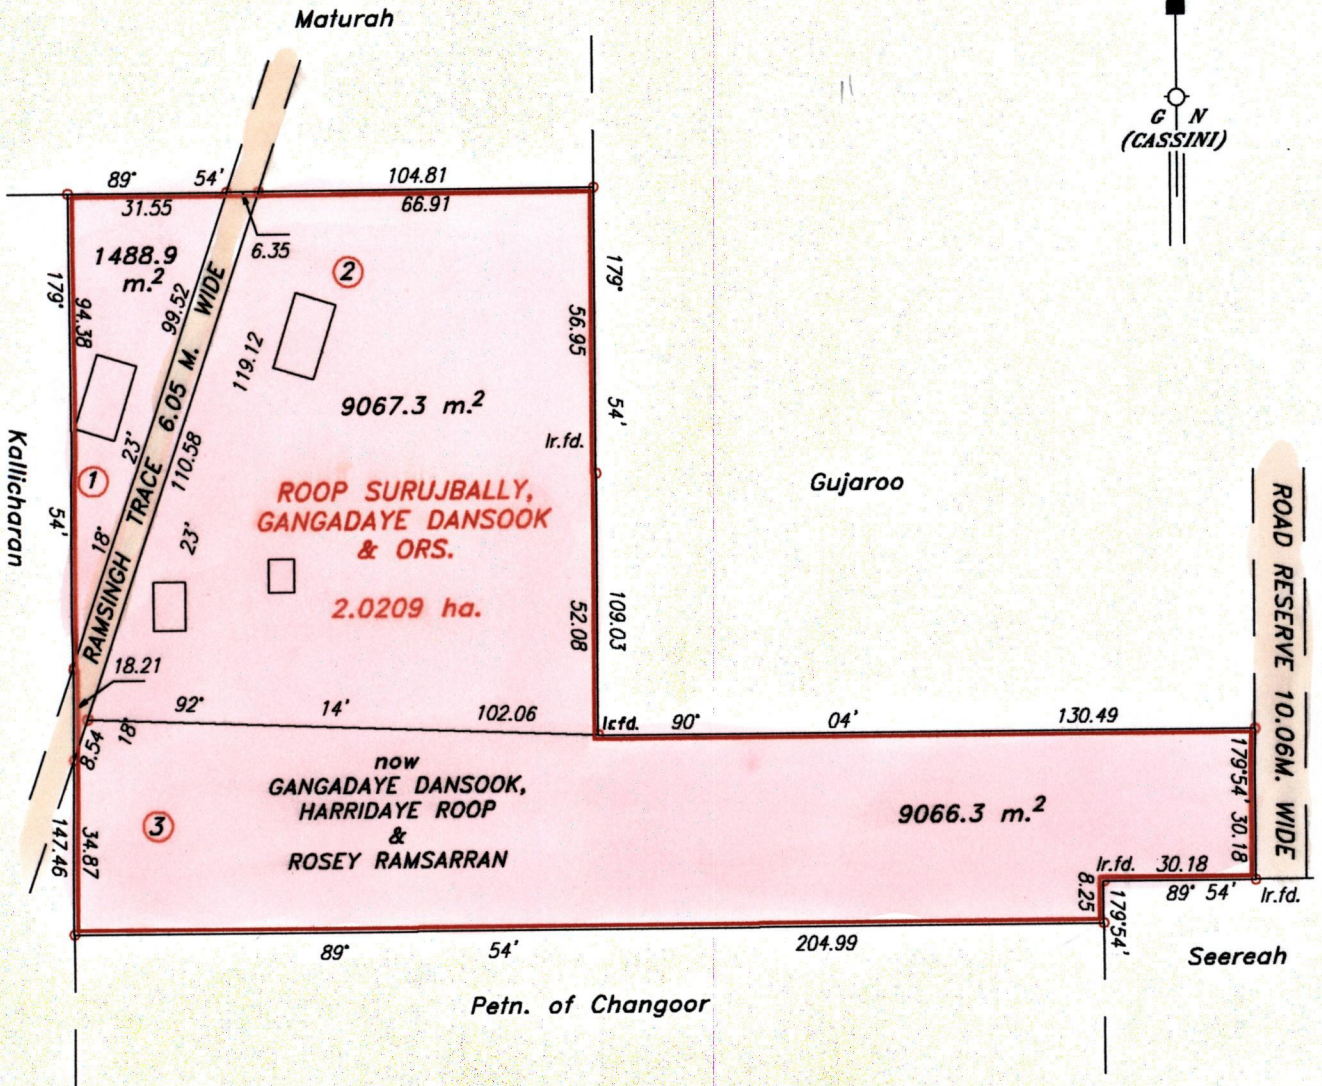 Maturah
G N
(CASSINI)
89° 54' 104.81
31.55 66.91
6.35
1488.9
m.²
2
179°
94.38
99.52
119.12
RAMSINGH TRACE 6.05 M. WIDE
110.58
23'
18°
23'
18°
1
54'
Kallicharan
9067.3 m.²
179°
56.95
54'
Ir.fd.
109.03
52.08
Gujaroo
ROOP SURUJBALLY,
GANGADAYE DANSOOK
& ORS.
2.0209 ha.
18.21
92° 14' 102.06
Ir.fd. 90° 04' 130.49
8.54
now
GANGADAYE DANSOOK,
HARRIDAYE ROOP
&
ROSEY RAMSARRAN
3
147.46
34.87
9066.3 m.²
179°54' 30.18
ROAD RESERVE 10.06M. WIDE
Ir.fd. 30.18
89° 54' Ir.fd.
8.25
179°54'
89° 54' 204.99
Seereah
Petn. of Changoor